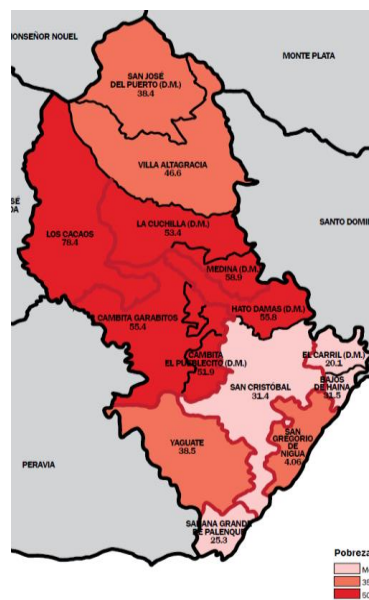 MONSEÑOR NOUEL
MONTE PLATA
SAN JOSÉ
DEL PUERTO (D.M.)
38.4
VILLA ALTAGRACIA
46.6
SANTO DOMI
LA CUCHILLA (D.M.)
53.4
LOS CACAOS
78.4
MEDINA (D.M.)
58.9
HATO DAMAS (D.M.)
55.8
CAMBITA GARABITOS
55.4
CAMBITA
EL PUEBLECITO (D.M.)
51.9
EL CARRIL (D.M.)
20.1
BAJOS
DE HAINA
31.5
SAN CRISTÓBAL
31.4
SAN
GREGORIO
DE
NIGUA
4.06
YAGUATE
38.5
PERAVIA
SABANA GRANDE
DE PALENQUE
25.3
Pobreza